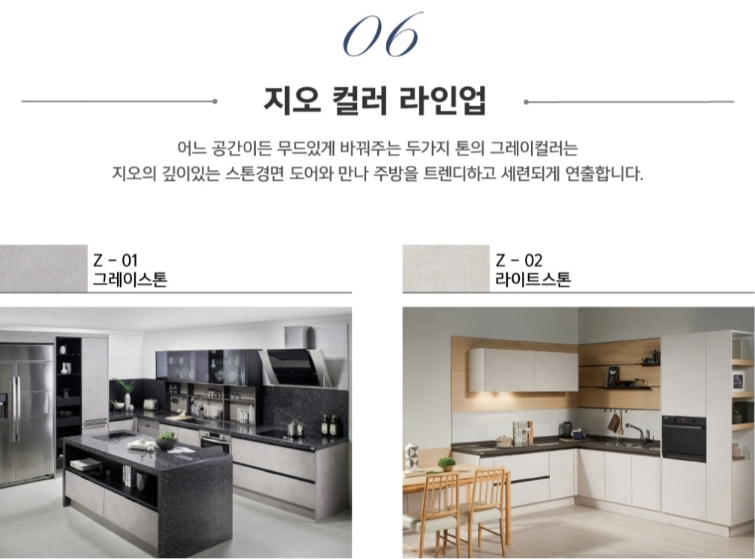 06
지오 컬러 라인업
어느 공간이든 무드있게 바꿔주는 두가지 톤의 그레이컬러는
지오의 깊이있는 스톤경면 도어와 만나 주방을 트렌디하고 세련되게 연출합니다.
Z - 01
그레이스톤
Z - 02
라이트스톤